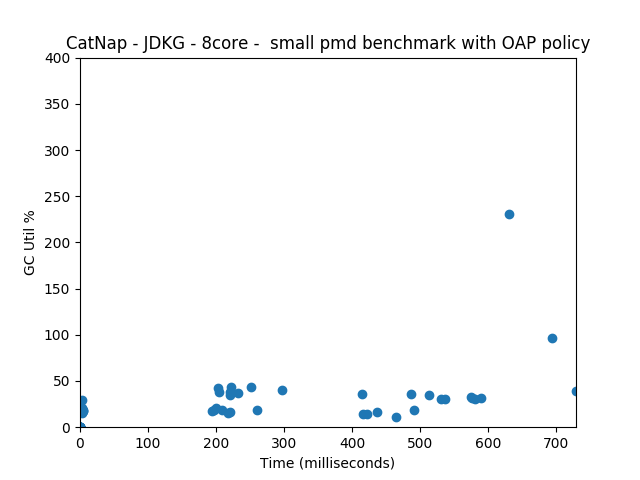 CatNap - JDKG - 8core -  small pmd benchmark with OAP policy
400
350
300
250
200
150
100
50
0
GC Util %
0 100 200 300 400 500 600 700
Time (milliseconds)